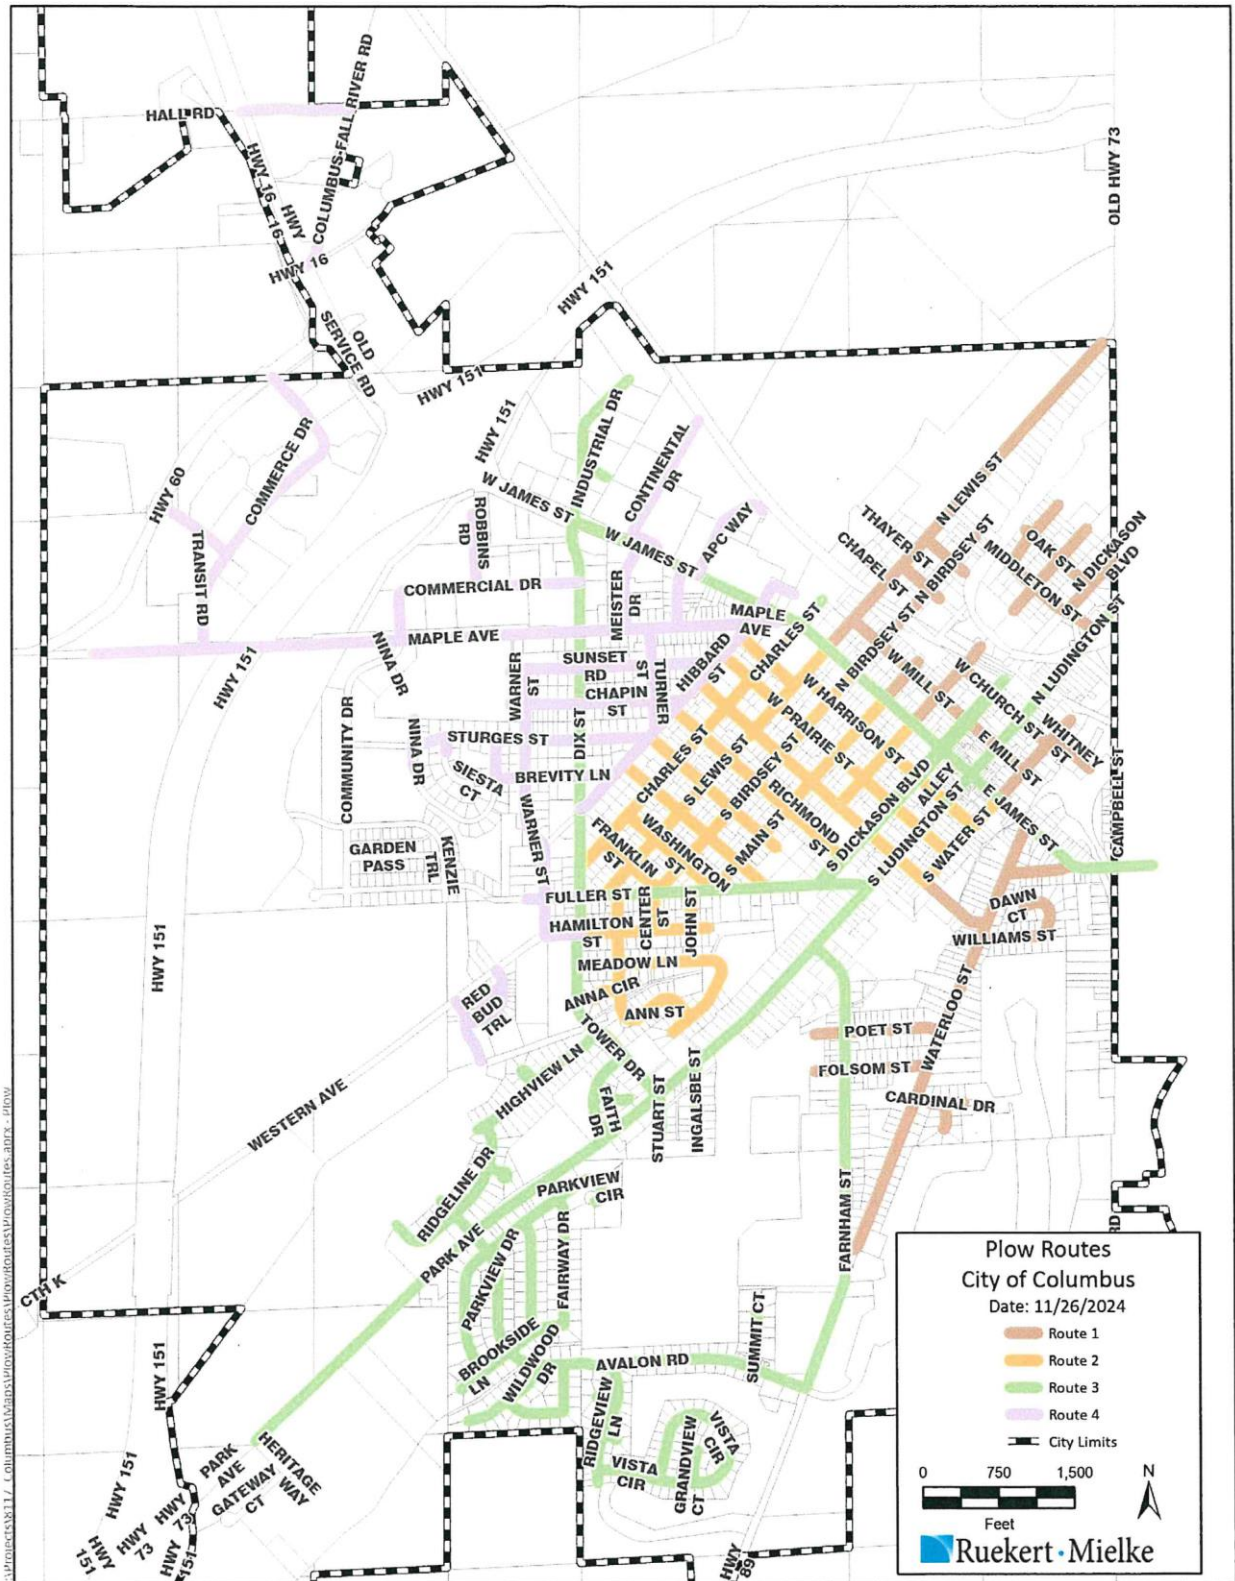 HALL RD
COLUMBUS-FALL RIVER RD
HWY 16
HWY
16
HWY 16
OLD
SERVICE RD
HWY 151
HWY 151
OLD HWY 73
HWY 151
INDUSTRIAL DR
CONTINENTAL
DR
W JAMES ST
W JAMES ST
APC WAY
HWY 60
COMMERCE DR
TRANSIT RD
ROBBINS
RD
COMMERCIAL DR
MEISTER
DR
MAPLE AVE
MAPLE
AVE
N LEWIS ST
THAYER ST
CHAPEL ST
N BIRDSEY ST
N BIRDSEY ST
OAK ST
MIDDLETON ST
N DICKASON
BLVD
N LUDINGTON ST
W MILL ST
W CHURCH ST
WHITNEY
ST
E MILL ST
E JAMES ST
CAMPBELL ST
NINA DR
NINA DR
HWY 151
COMMUNITY DR
WARNER
ST
SUNSET
RD
CHAPIN
ST
TURNER
ST
HIBBARD
ST
CHARLES ST
STURGES ST
DIX ST
SIESTA
CT
BREVITY LN
WARNER ST
CHARLES ST
S LEWIS ST
S BIRDSEY ST
W PRAIRIE ST
W HARRISON ST
RICHMOND
ST
S MAIN ST
WASHINGTON
ST
FRANKLIN
ST
S DICKASON BLVD
ALLEY
S LUDINGTON ST
S WATER ST
GARDEN
PASS
KENZIE
TRL
FULLER ST
HAMILTON
ST
CENTER
ST
JOHN ST
MEADOW LN
ANNA CIR
ANN ST
DAWN
CT
WILLIAMS ST
WATERLOO ST
POET ST
FOLSOM ST
CARDINAL DR
HWY 151
RED
BUD
TRL
WESTERN AVE
TOWER DR
HIGHVIEW LN
FAITH
DR
STUART ST
INGALSBE ST
RIDGELINE DR
PARK AVE
PARKVIEW
CIR
PARKVIEW DR
FAIRWAY DR
BROOKSIDE
LN
WILDWOOD
DR
AVALON RD
SUMMIT CT
FARNHAM ST
RIDGEVIEW
LN
VISTA
CIR
GRANDVIEW
CT
VISTA
CIR
CTH K
HWY 151
HWY 151
PARK
AVE
GATEWAY
CT
HERITAGE
WAY
HWY
73
HWY
73
HWY
151
HWY
151
HWY
89
RD
Plow Routes
City of Columbus
Date: 11/26/2024
Route 1
Route 2
Route 3
Route 4
City Limits
0 750 1,500
Feet
N
Ruekert·Mielke